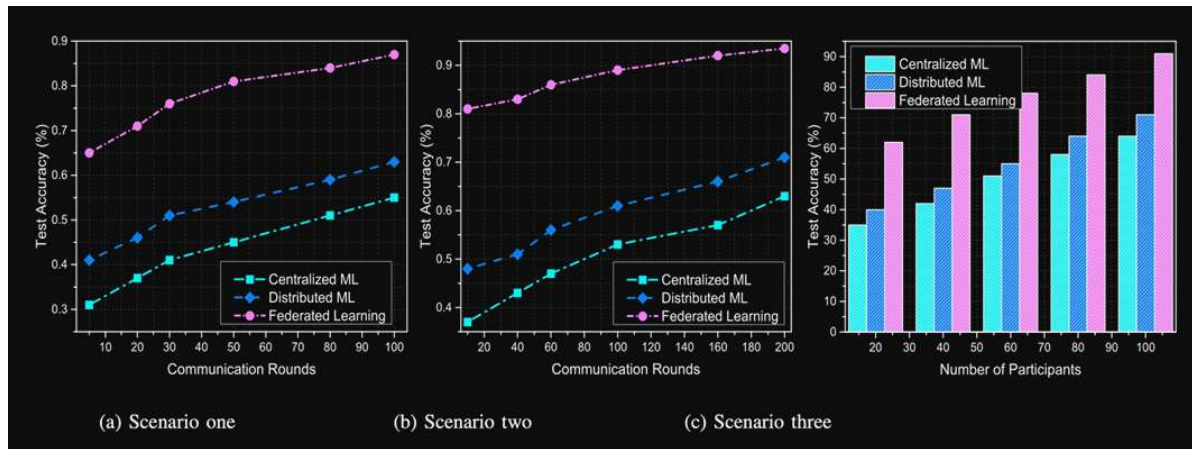 Test Accuracy (%)
0.9
0.8
0.7
0.6
0.5
0.4
0.3
10 20 30 40 50 60 70 80 90 100
Communication Rounds
Centralized ML
Distributed ML
Federated Learning
(a) Scenario one
Test Accuracy (%)
0.9
0.8
0.7
0.6
0.5
0.4
20 40 60 80 100 120 140 160 180 200
Communication Rounds
Centralized ML
Distributed ML
Federated Learning
(b) Scenario two
Test Accuracy (%)
90
80
70
60
50
40
30
20
10
0
20 30 40 50 60 70 80 90 100
Number of Participants
Centralized ML
Distributed ML
Federated Learning
(c) Scenario three